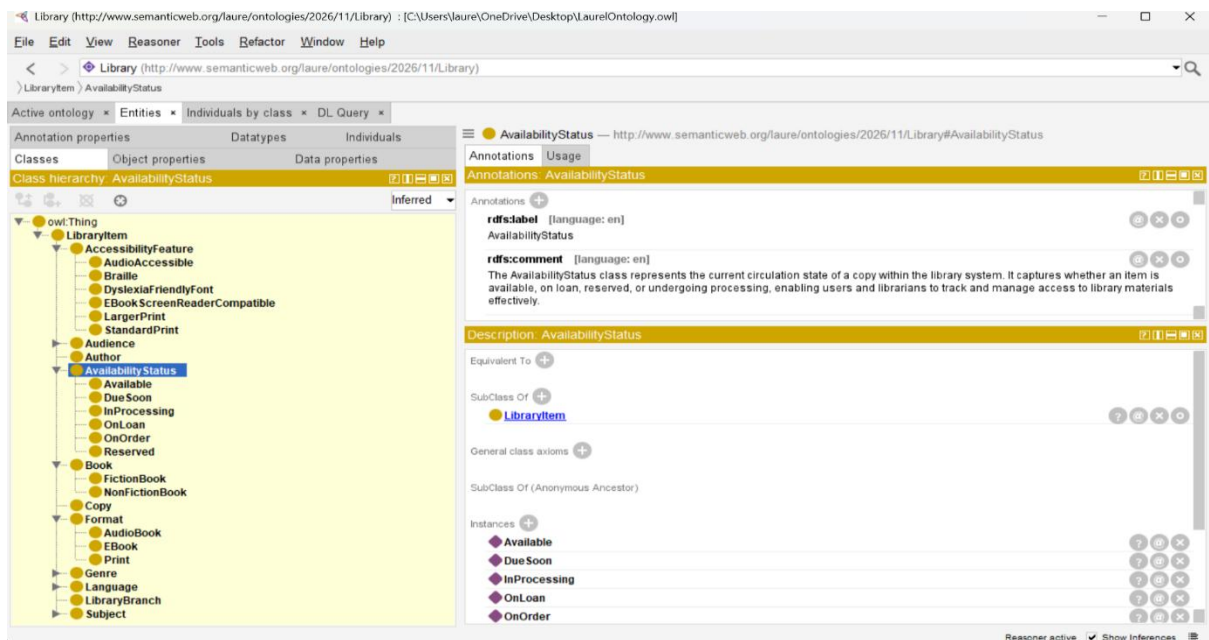 Library (http://www.semanticweb.org/laure/ontologies/2026/11/Library) : [C:\Users\laure\OneDrive\Desktop\LaurelOntology.owl]
File Edit View Reasoner Tools Refactor Window Help
Library (http://www.semanticweb.org/laure/ontologies/2026/11/Library)
LibraryItem AvailabilityStatus
Active ontology Entities Individuals by class DL Query
Annotation properties Datatypes Individuals
Classes Object properties Data properties
Class hierarchy: AvailabilityStatus
Inferred
owl:Thing
LibraryItem
AccessibilityFeature
AudioAccessible
Braille
DyslexiaFriendlyFont
EBookScreenReaderCompatible
LargerPrint
StandardPrint
Audience
Author
AvailabilityStatus
Available
DueSoon
InProcessing
OnLoan
OnOrder
Reserved
Book
FictionBook
NonFictionBook
Copy
Format
AudioBook
EBook
Print
Genre
Language
LibraryBranch
Subject
AvailabilityStatus — http://www.semanticweb.org/laure/ontologies/2026/11/Library#AvailabilityStatus
Annotations Usage
Annotations: AvailabilityStatus
Annotations
rdfs:label [language: en]
AvailabilityStatus
rdfs:comment [language: en]
The AvailabilityStatus class represents the current circulation state of a copy within the library system. It captures whether an item is
available, on loan, reserved, or undergoing processing, enabling users and librarians to track and manage access to library materials
effectively.
Description: AvailabilityStatus
Equivalent To
SubClass Of
LibraryItem
General class axioms
SubClass Of (Anonymous Ancestor)
Instances
Available
DueSoon
InProcessing
OnLoan
OnOrder
Reasoner active Show Inferences